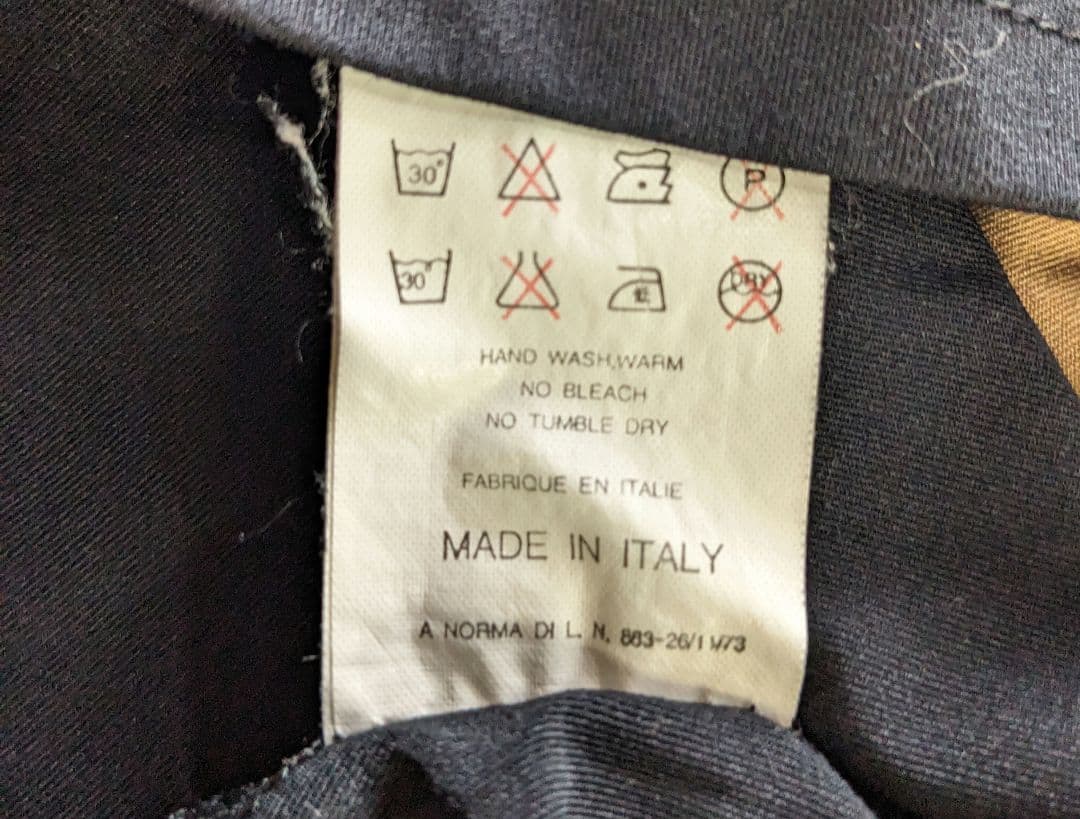 30° P
30° 低 DRY
HAND WASH,WARM
NO BLEACH
NO TUMBLE DRY
FABRIQUE EN ITALIE
MADE IN ITALY
A NORMA DI L. N. 883-26/11/73